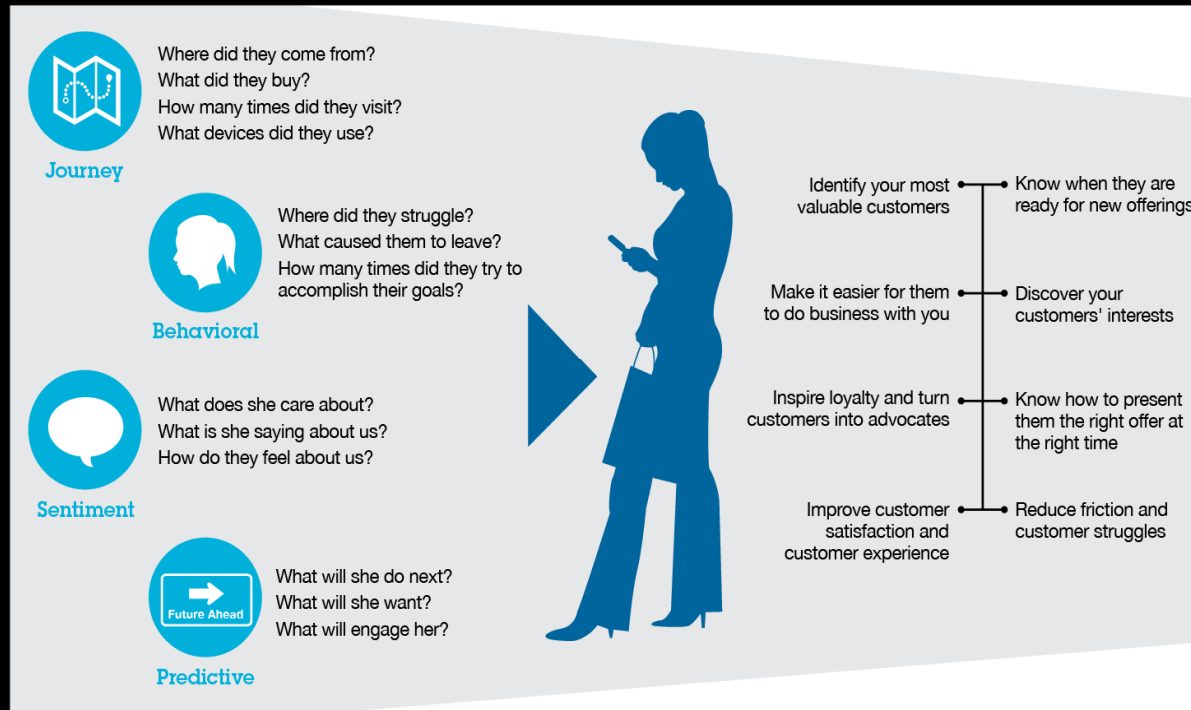 Where did they come from?
What did they buy?
How many times did they visit?
What devices did they use?
Journey
Where did they struggle?
What caused them to leave?
How many times did they try to
accomplish their goals?
Behavioral
What does she care about?
What is she saying about us?
How do they feel about us?
Sentiment
What will she do next?
What will she want?
What will engage her?
Future Ahead
Predictive
Identify your most
valuable customers
Know when they are
ready for new offerings
Make it easier for them
to do business with you
Discover your
customers' interests
Inspire loyalty and turn
customers into advocates
Know how to present
them the right offer at
the right time
Improve customer
satisfaction and
customer experience
Reduce friction and
customer struggles